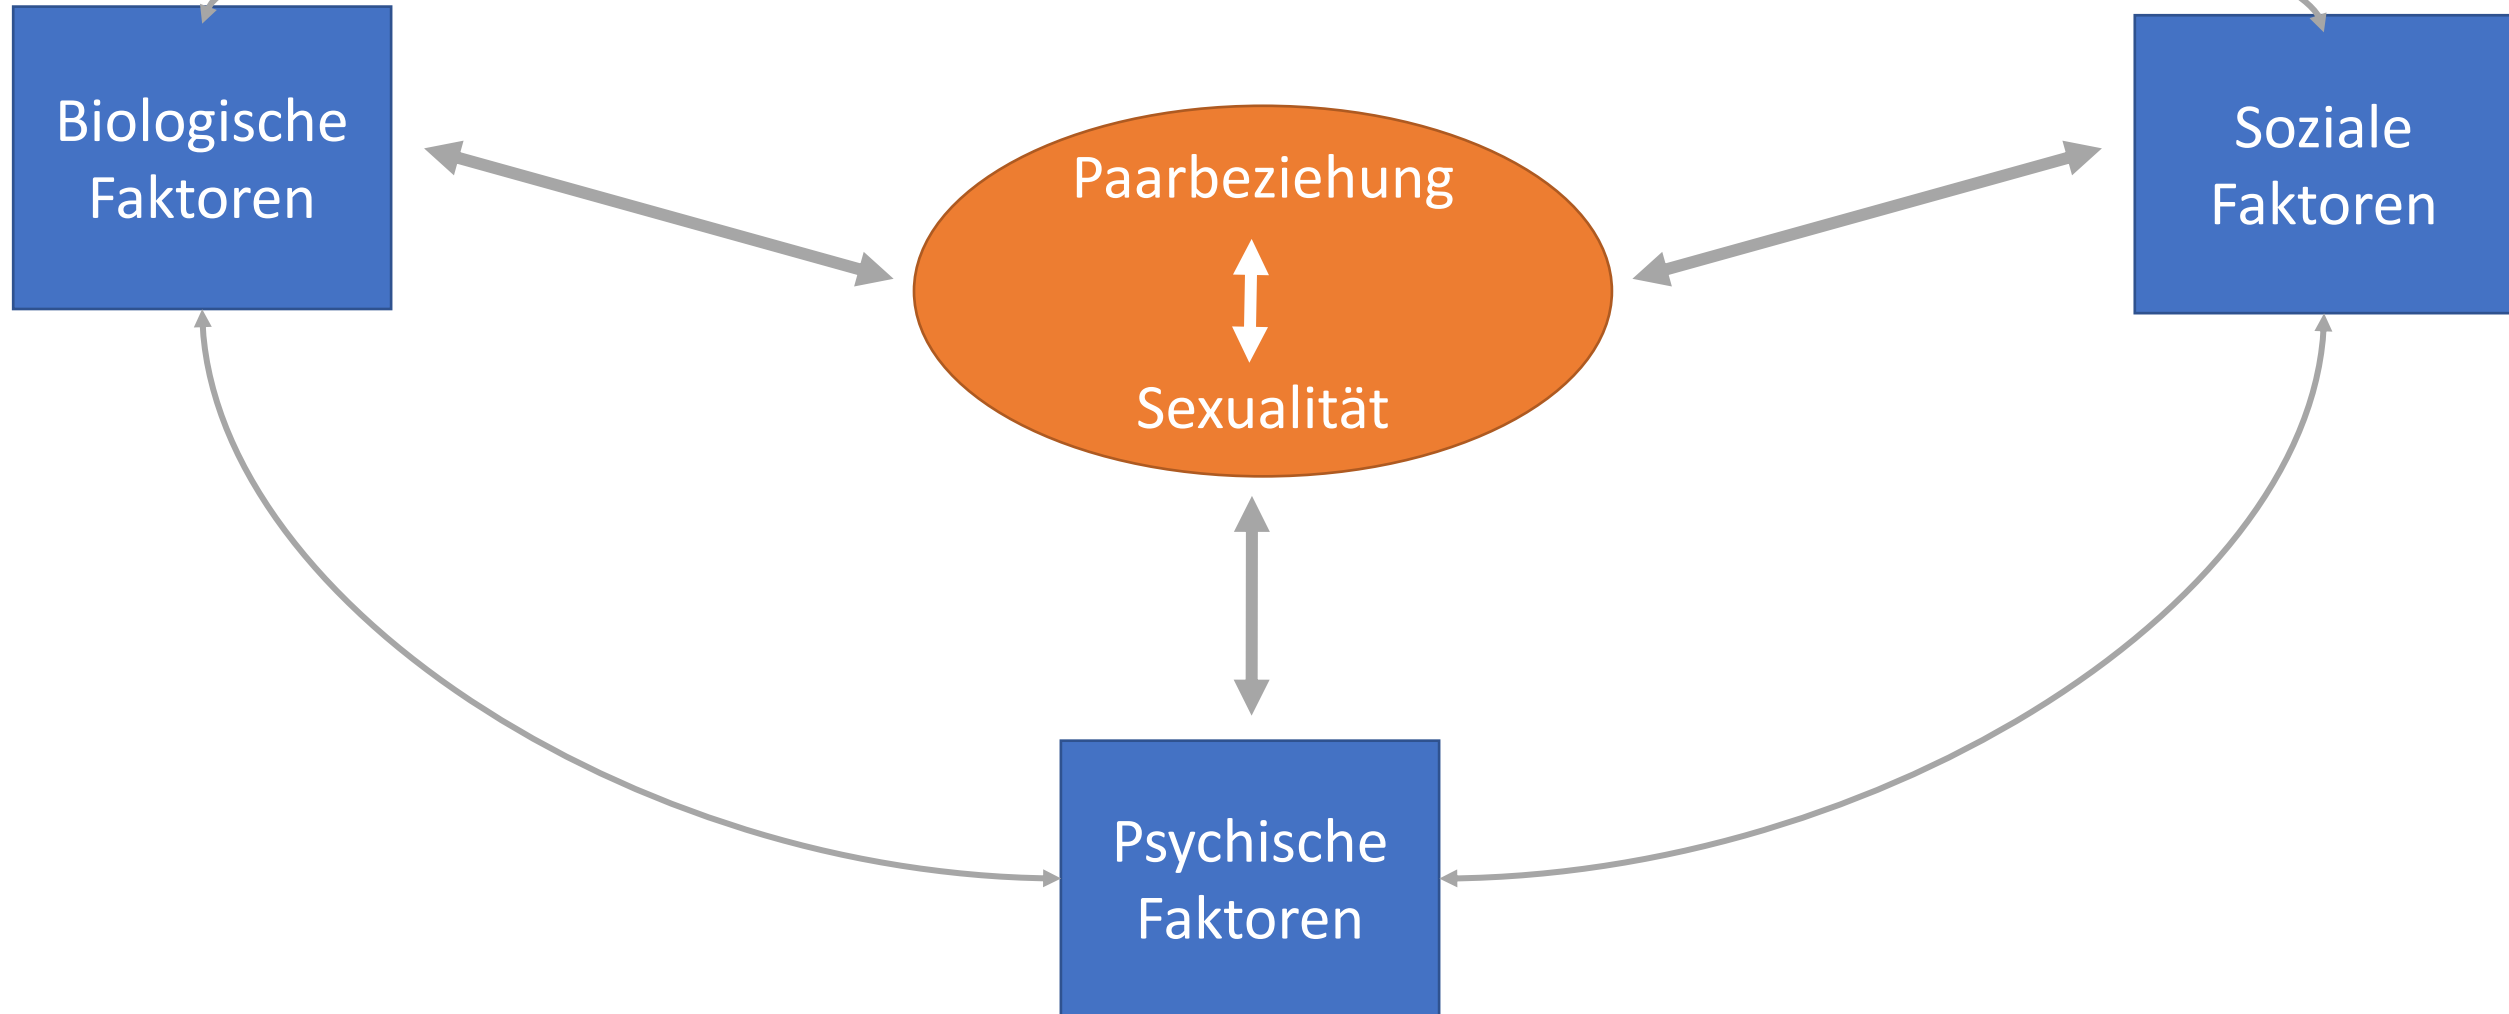 Biologische
Faktoren
Paarbeziehung
Sexualität
Soziale
Faktoren
Psychische
Faktoren